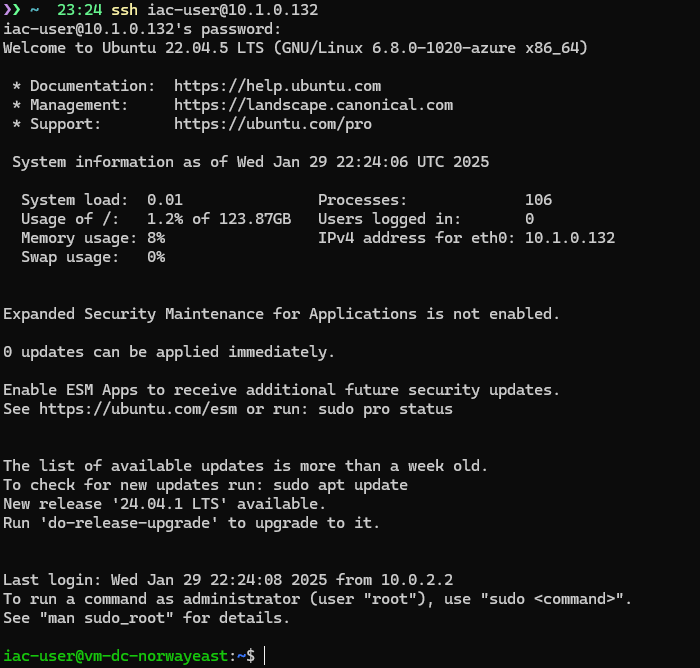 ❯❯ ~  23:24 ssh iac-user@10.1.0.132
iac-user@10.1.0.132's password:
Welcome to Ubuntu 22.04.5 LTS (GNU/Linux 6.8.0-1020-azure x86_64)

 * Documentation:  https://help.ubuntu.com
 * Management:     https://landscape.canonical.com
 * Support:        https://ubuntu.com/pro

 System information as of Wed Jan 29 22:24:06 UTC 2025

  System load:  0.01               Processes:             106
  Usage of /:   1.2% of 123.87GB   Users logged in:       0
  Memory usage: 8%                 IPv4 address for eth0: 10.1.0.132
  Swap usage:   0%


Expanded Security Maintenance for Applications is not enabled.

0 updates can be applied immediately.

Enable ESM Apps to receive additional future security updates.
See https://ubuntu.com/esm or run: sudo pro status


The list of available updates is more than a week old.
To check for new updates run: sudo apt update
New release '24.04.1 LTS' available.
Run 'do-release-upgrade' to upgrade to it.


Last login: Wed Jan 29 22:24:08 2025 from 10.0.2.2
To run a command as administrator (user "root"), use "sudo <command>".
See "man sudo_root" for details.

iac-user@vm-dc-norwayeast:~$